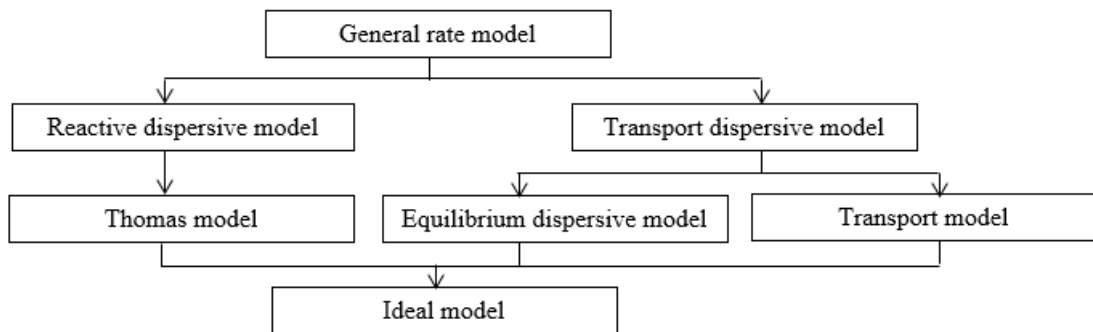 General rate model
Reactive dispersive model
Transport dispersive model
Thomas model
Equilibrium dispersive model
Transport model
Ideal model